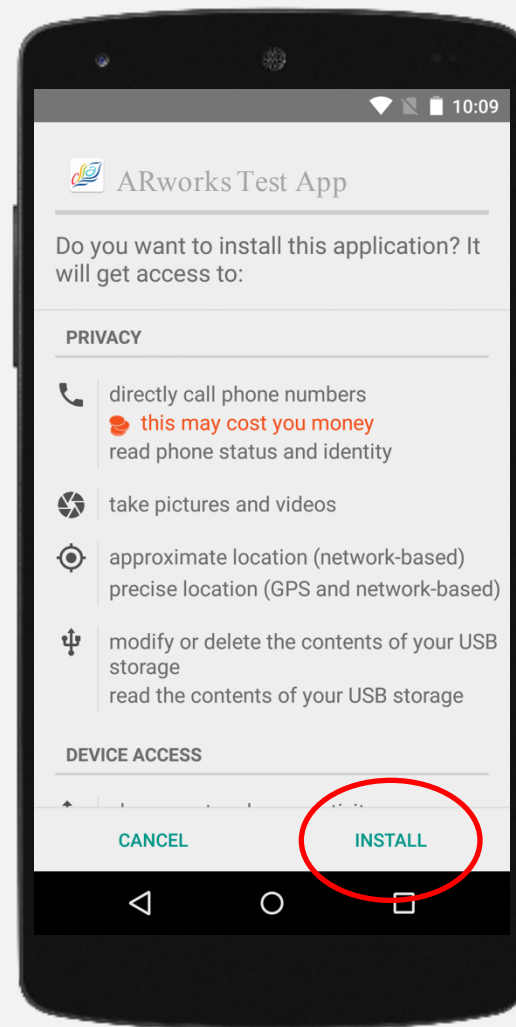 10:09
ARworks Test App
Do you want to install this application? It
will get access to:
PRIVACY
directly call phone numbers
this may cost you money
read phone status and identity
take pictures and videos
approximate location (network-based)
precise location (GPS and network-based)
modify or delete the contents of your USB
storage
read the contents of your USB storage
DEVICE ACCESS
CANCEL INSTALL